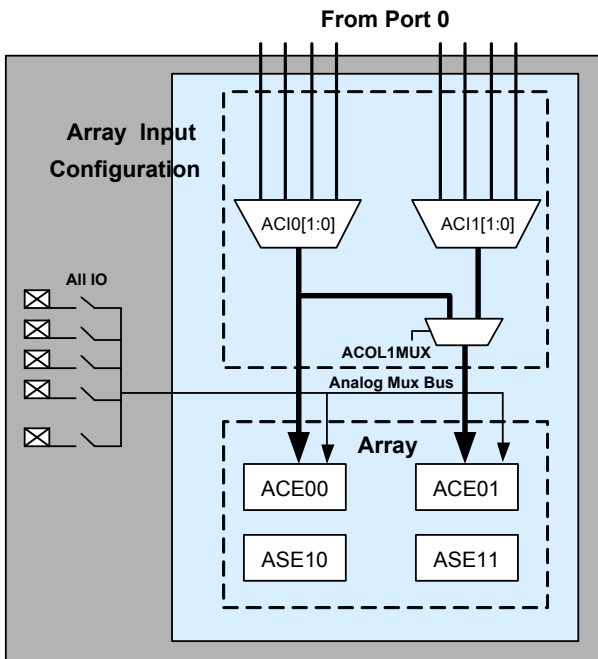 From Port 0
Array Input
Configuration
ACI0[1:0]
ACI1[1:0]
All IO
ACOL1MUX
Analog Mux Bus
Array
ACE00
ACE01
ASE10
ASE11